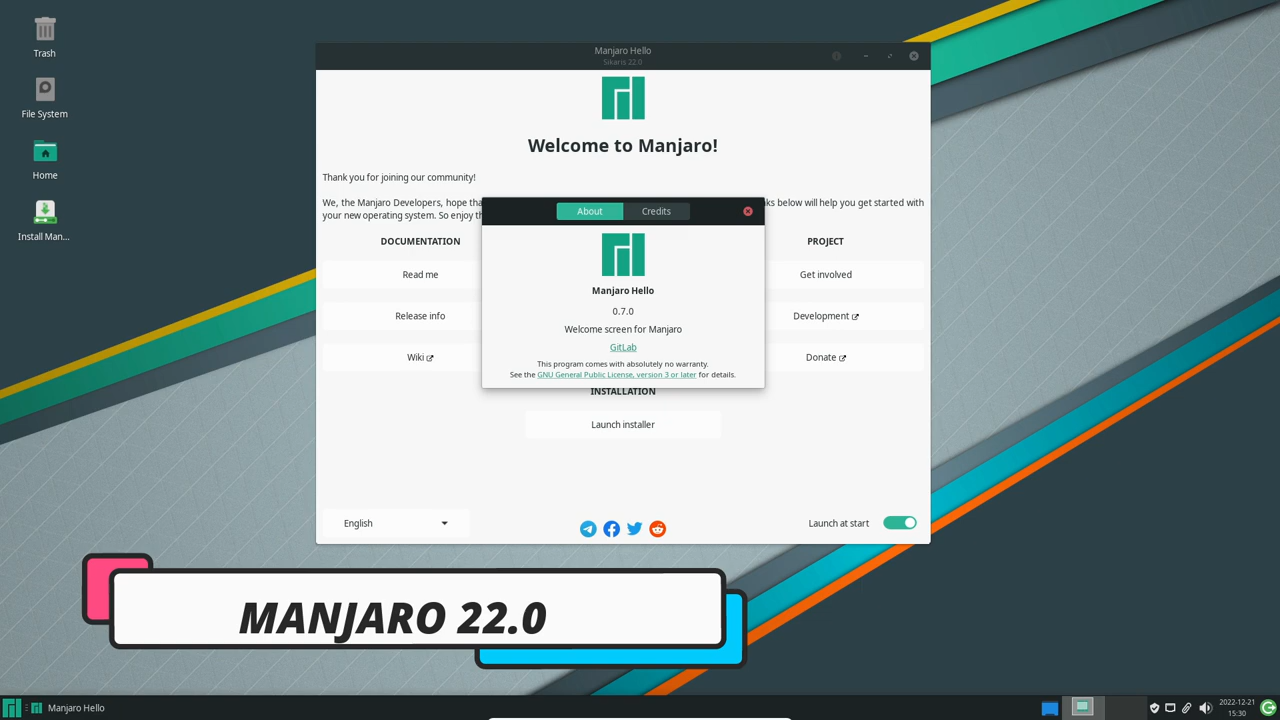 Trash
File System
Home
Install Man...
Manjaro Hello
Sikaris 22.0
Welcome to Manjaro!
Thank you for joining our community!
We, the Manjaro Developers, hope
links below will help you get started with
your new operating system. So enjoy
DOCUMENTATION
PROJECT
Read me
Get involved
Release info
Development
Wiki
Donate
About
Credits
Manjaro Hello
0.7.0
Welcome screen for Manjaro
GitLab
This program comes with absolutely no warranty.
See the GNU General Public License, version 3 or later for details.
INSTALLATION
Launch installer
English
Launch at start
MANJARO 22.0
Manjaro Hello
2022-12-21
15:30